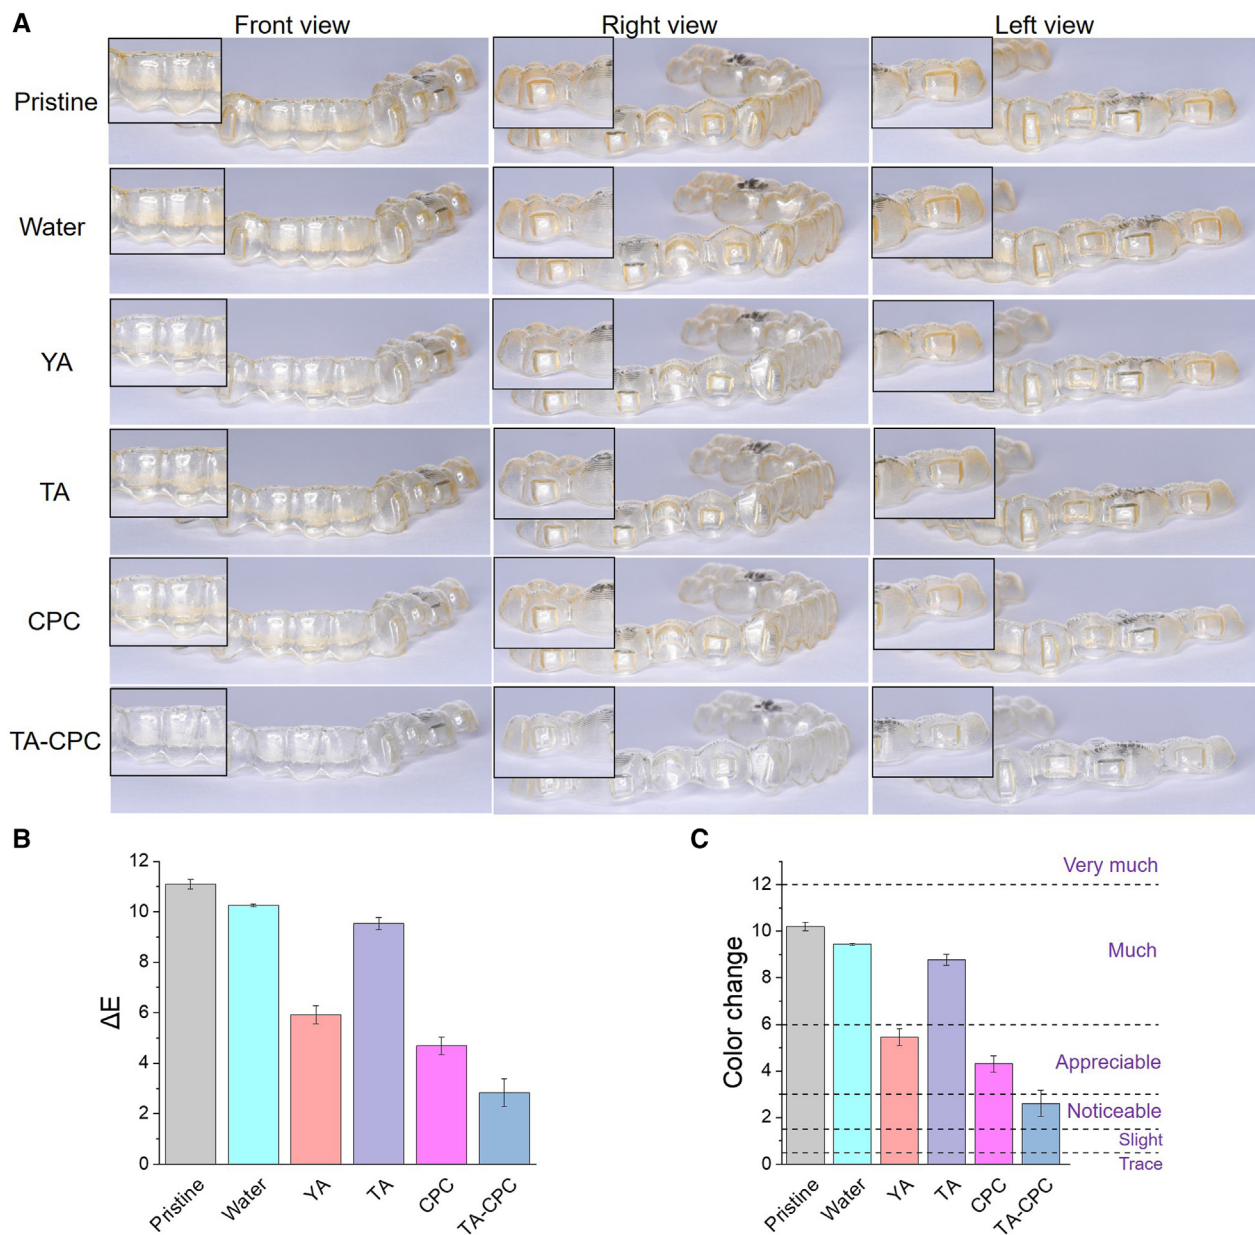 A
Front view
Right view
Left view
Pristine
Water
YA
TA
CPC
TA-CPC
B
12
10
8
6
4
2
0
ΔE
Pristine
Water
YA
TA
CPC
TA-CPC
C
12
10
8
6
4
2
0
Color change
Very much
Much
Appreciable
Noticeable
Slight
Trace
Pristine
Water
YA
TA
CPC
TA-CPC